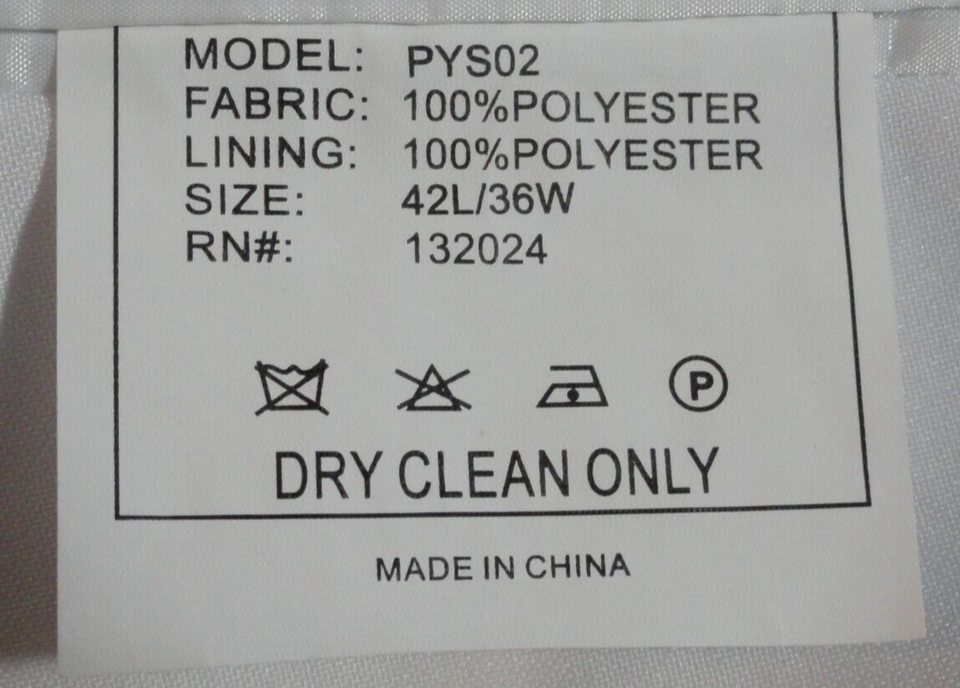 MODEL: PYS02
FABRIC: 100%POLYESTER
LINING: 100%POLYESTER
SIZE: 42L/36W
RN#: 132024
P
DRY CLEAN ONLY
MADE IN CHINA